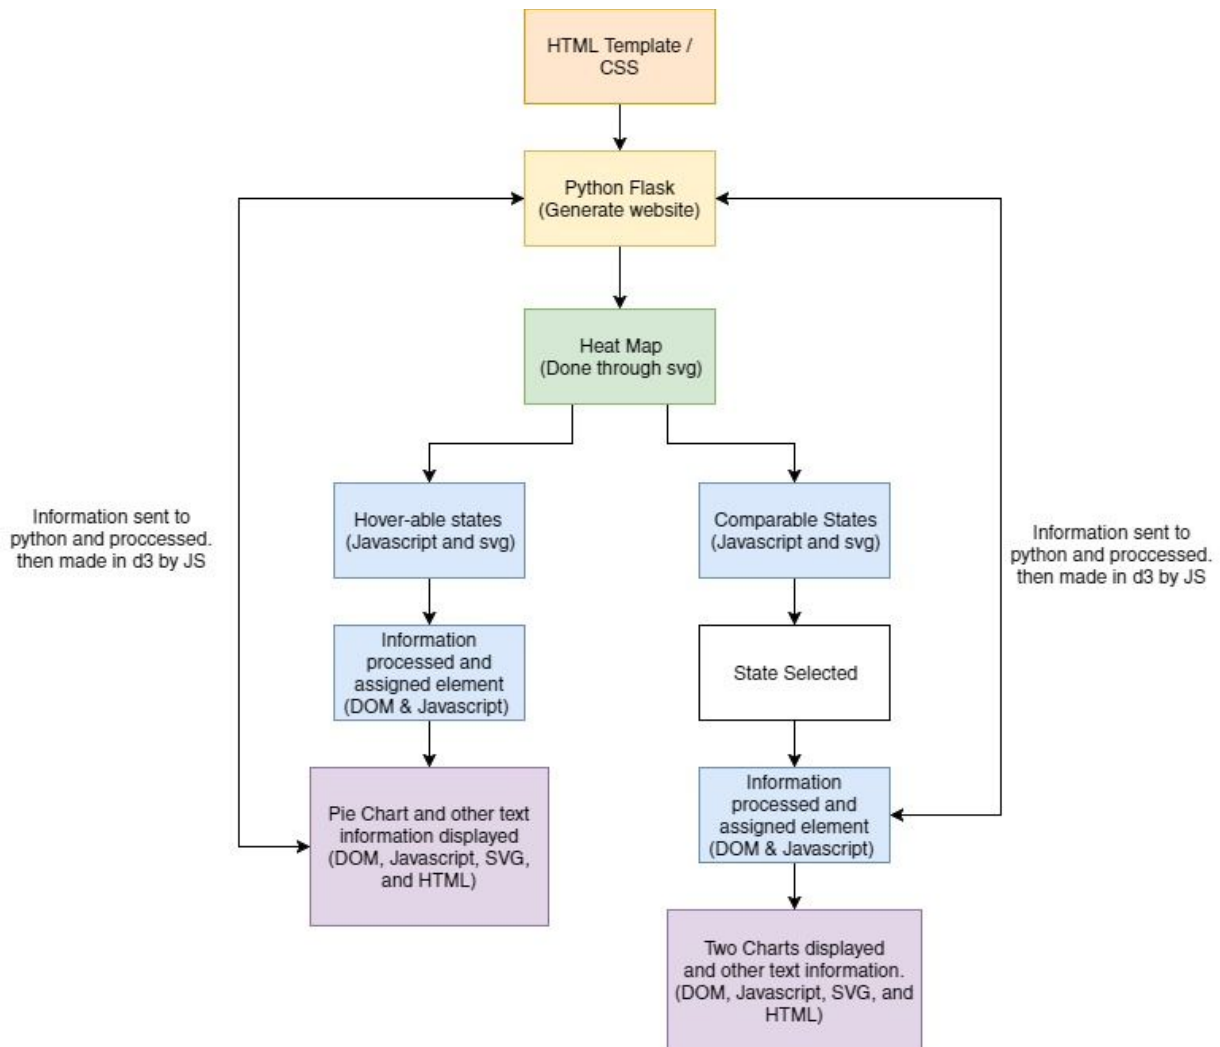 HTML Template /
CSS
Python Flask
(Generate website)
Heat Map
(Done through svg)
Hover-able states
(Javascript and svg)
Comparable States
(Javascript and svg)
Information sent to
python and proccessed.
then made in d3 by JS
Information sent to
python and proccessed.
then made in d3 by JS
Information
processed and
assigned element
(DOM & Javascript)
State Selected
Pie Chart and other text
information displayed
(DOM, Javascript, SVG,
and HTML)
Information
processed and
assigned element
(DOM & Javascript)
Two Charts displayed
and other text information.
(DOM, Javascript, SVG, and
HTML)